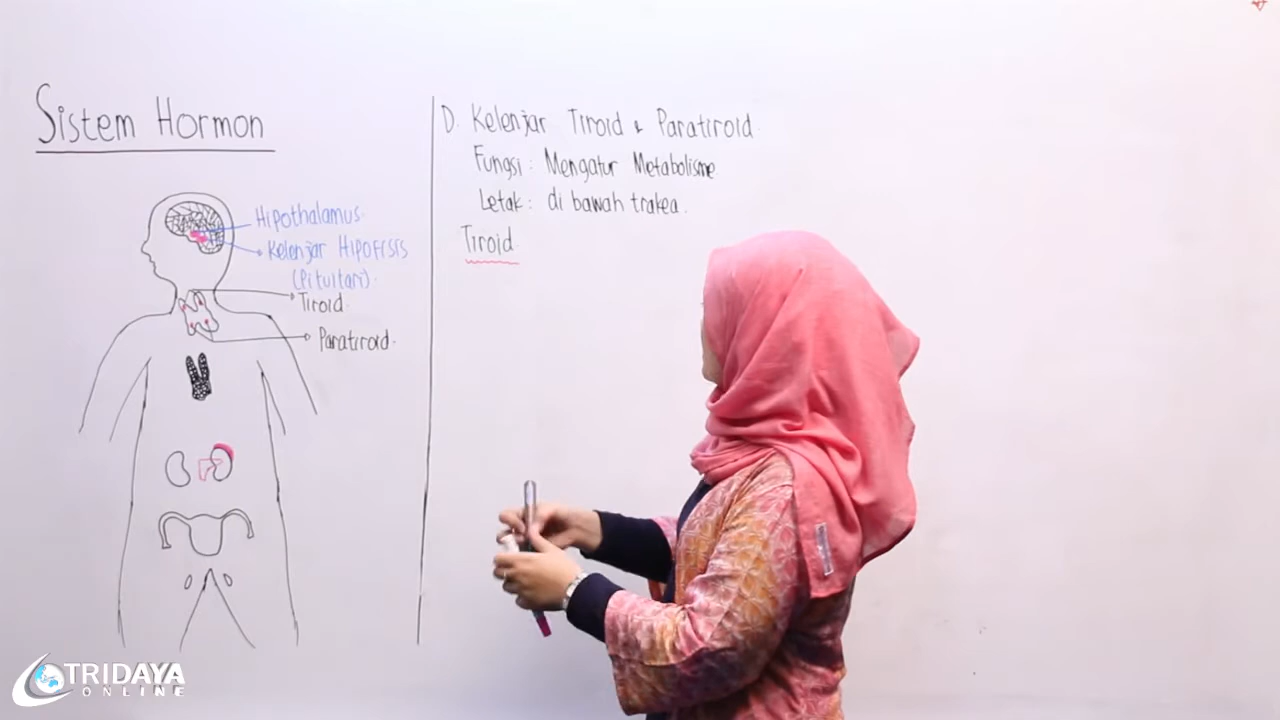 Sistem Hormon
Hipothalamus
Kelenjar Hipofisis
(Pituitari)
Tiroid
Paratiroid
D. Kelenjar Tiroid & Paratiroid
Fungsi : Mengatur Metabolisme
Letak : di bawah trakea.
Tiroid
TRIDAYA
ONLINE